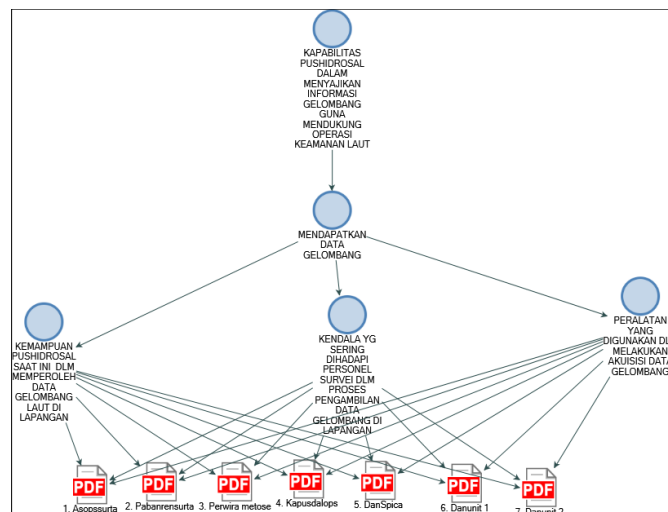 KAPABILITAS
PUSHIDROSAL
DALAM
MENYAJIKAN
INFORMASI
GELOMBANG
GUNA
MENDUKUNG
OPERASI
KEAMANAN LAUT
MENDAPATKAN
DATA
GELOMBANG
KEMAMPUAN
PUSHIDROSAL
SAAT INI DLM
MEMPEROLEH
DATA
GELOMBANG
LAUT DI
LAPANGAN
KENDALA YG
SERING
DIHADAPI
PERSONEL
SURVEI DLM
PROSES
PENGAMBILAN
DATA
GELOMBANG DI
LAPANGAN
PERALATAN
YANG
DIGUNAKAN DLM
MELAKUKAN
AKUISISI DATA
GELOMBANG
PDF
PDF
PDF
PDF
PDF
PDF
PDF
1. Asopssurta
2. Pabanrensurta
3. Perwira metose
4. Kapusdalops
5. DanSpica
6. Danunit 1
7. Danunit 2